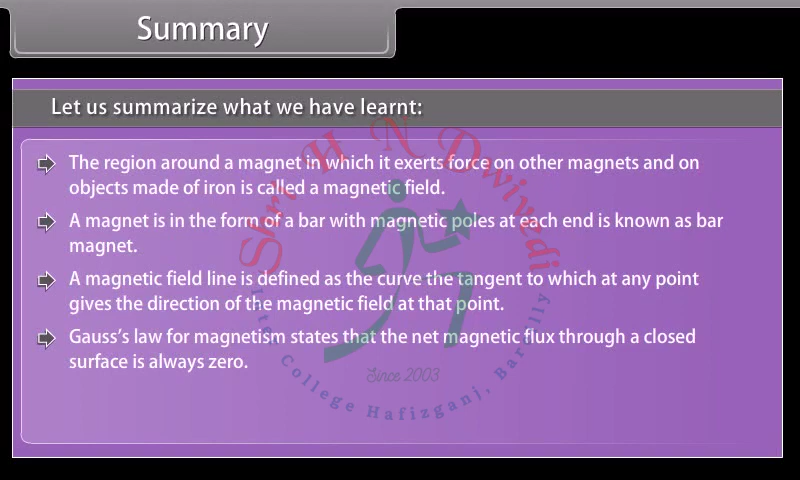 Summary
Let us summarize what we have learnt:
The region around a magnet in which it exerts force on other magnets and on
objects made of iron is called a magnetic field.
A magnet is in the form of a bar with magnetic poles at each end is known as bar
magnet.
A magnetic field line is defined as the curve the tangent to which at any point
gives the direction of the magnetic field at that point.
Gauss's law for magnetism states that the net magnetic flux through a closed
surface is always zero.
Shri H N Dwivedi
Inter College Hafizganj, Bareilly
Since 2003